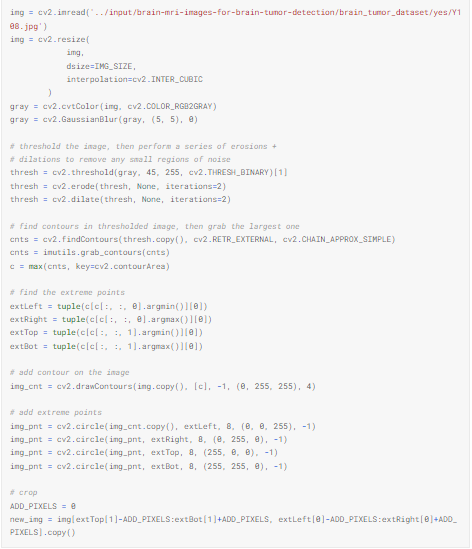 img = cv2.imread('../input/brain-mri-images-for-brain-tumor-detection/brain_tumor_dataset/yes/Y1
08.jpg')
img = cv2.resize(
            img,
            dsize=IMG_SIZE,
            interpolation=cv2.INTER_CUBIC
        )
gray = cv2.cvtColor(img, cv2.COLOR_RGB2GRAY)
gray = cv2.GaussianBlur(gray, (5, 5), 0)

# threshold the image, then perform a series of erosions +
# dilations to remove any small regions of noise
thresh = cv2.threshold(gray, 45, 255, cv2.THRESH_BINARY)[1]
thresh = cv2.erode(thresh, None, iterations=2)
thresh = cv2.dilate(thresh, None, iterations=2)

# find contours in thresholded image, then grab the largest one
cnts = cv2.findContours(thresh.copy(), cv2.RETR_EXTERNAL, cv2.CHAIN_APPROX_SIMPLE)
cnts = imutils.grab_contours(cnts)
c = max(cnts, key=cv2.contourArea)

# find the extreme points
extLeft = tuple(c[c[:, :, 0].argmin()][0])
extRight = tuple(c[c[:, :, 0].argmax()][0])
extTop = tuple(c[c[:, :, 1].argmin()][0])
extBot = tuple(c[c[:, :, 1].argmax()][0])

# add contour on the image
img_cnt = cv2.drawContours(img.copy(), [c], -1, (0, 255, 255), 4)

# add extreme points
img_pnt = cv2.circle(img_cnt.copy(), extLeft, 8, (0, 0, 255), -1)
img_pnt = cv2.circle(img_pnt, extRight, 8, (0, 255, 0), -1)
img_pnt = cv2.circle(img_pnt, extTop, 8, (255, 0, 0), -1)
img_pnt = cv2.circle(img_pnt, extBot, 8, (255, 255, 0), -1)

# crop
ADD_PIXELS = 0
new_img = img[extTop[1]-ADD_PIXELS:extBot[1]+ADD_PIXELS, extLeft[0]-ADD_PIXELS:extRight[0]+ADD_
PIXELS].copy()